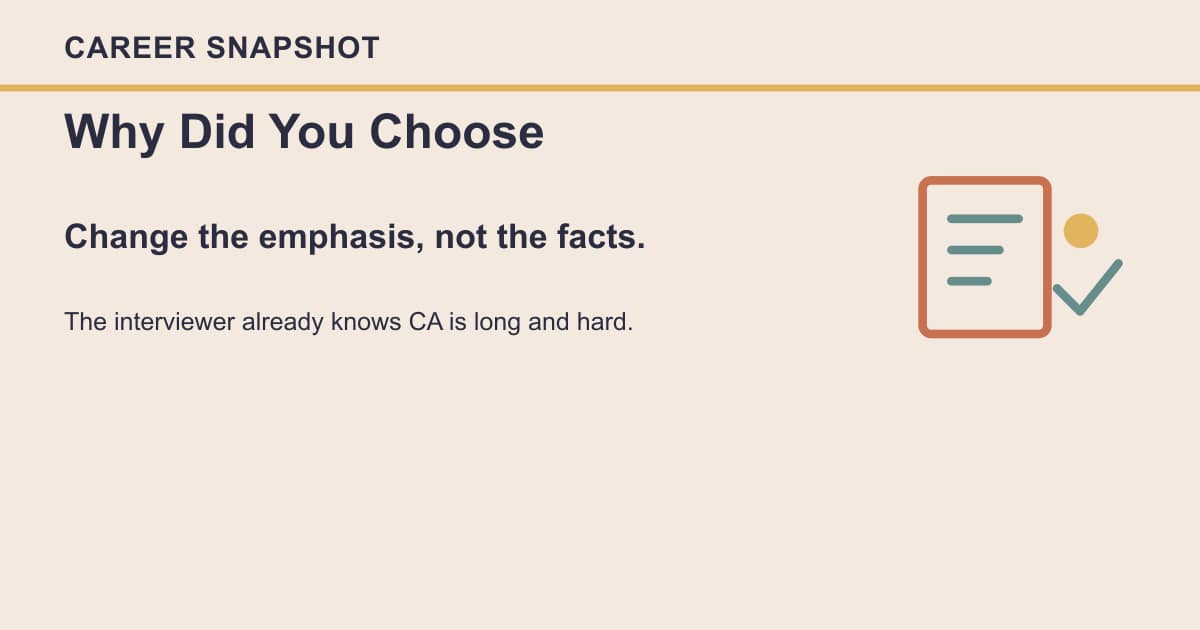 CAREER SNAPSHOT
Why Did You Choose
Change the emphasis, not the facts.
The interviewer already knows CA is long and hard.